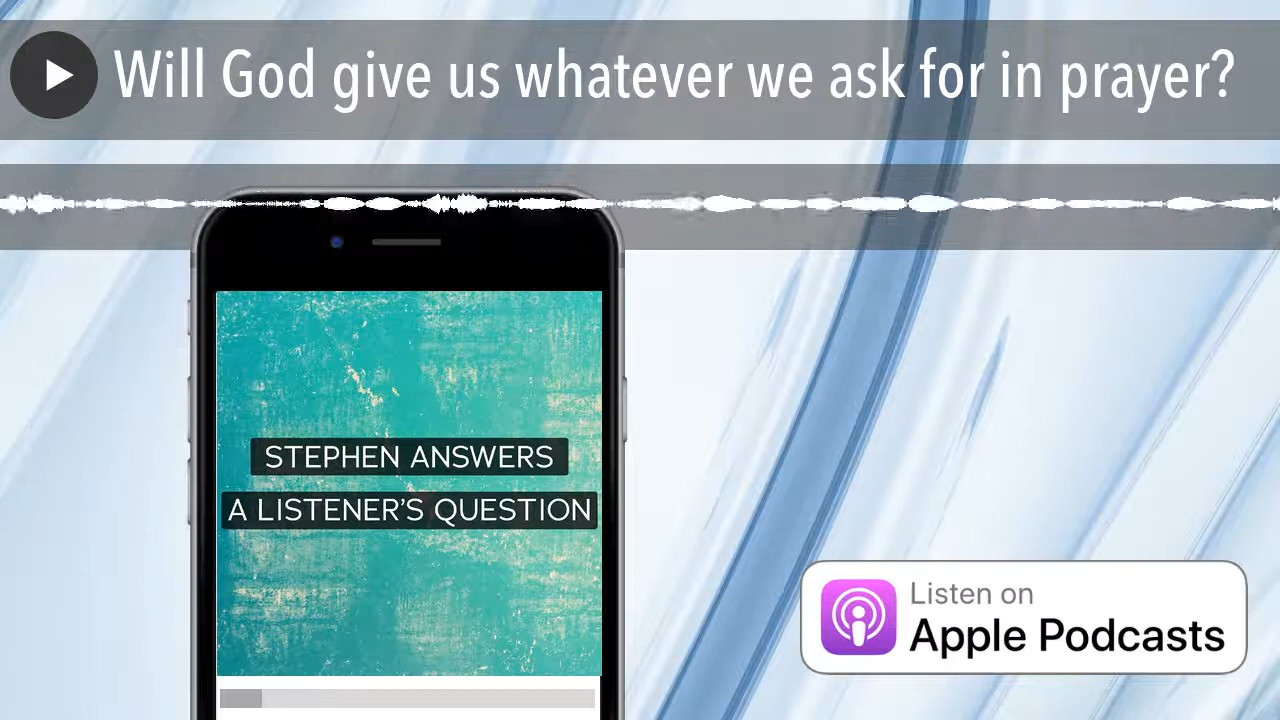 Will God give us whatever we ask for in prayer?
STEPHEN ANSWERS
A LISTENER'S QUESTION
Listen on
Apple Podcasts